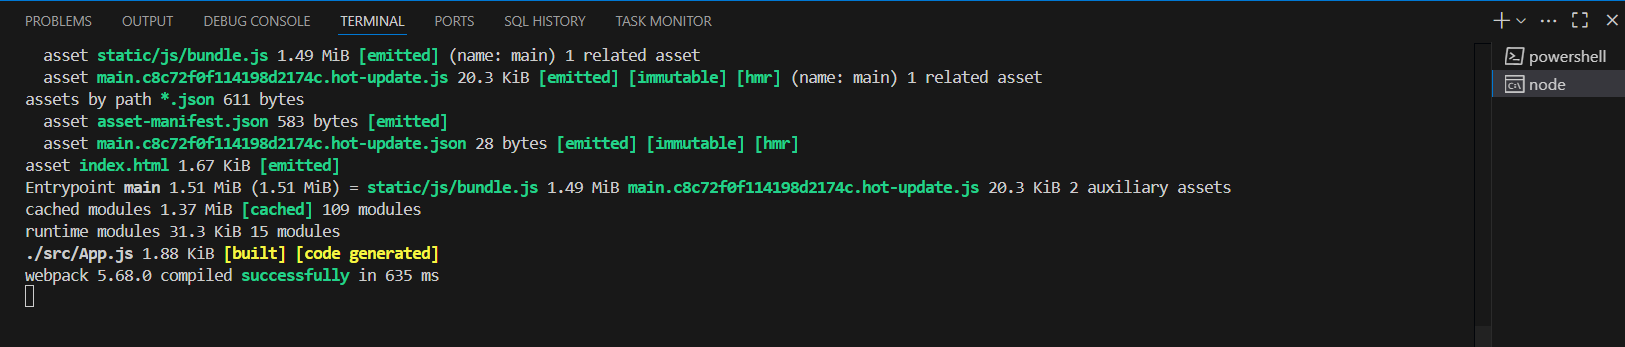 PROBLEMS OUTPUT DEBUG CONSOLE TERMINAL PORTS SQL HISTORY TASK MONITOR
asset static/js/bundle.js 1.49 MiB [emitted] (name: main) 1 related asset
asset main.c8c72f0f114198d2174c.hot-update.js 20.3 KiB [emitted] [immutable] [hmr] (name: main) 1 related asset
assets by path *.json 611 bytes
asset asset-manifest.json 583 bytes [emitted]
asset main.c8c72f0f114198d2174c.hot-update.json 28 bytes [emitted] [immutable] [hmr]
asset index.html 1.67 KiB [emitted]
Entrypoint main 1.51 MiB (1.51 MiB) = static/js/bundle.js 1.49 MiB main.c8c72f0f114198d2174c.hot-update.js 20.3 KiB 2 auxiliary assets
cached modules 1.37 MiB [cached] 109 modules
runtime modules 31.3 KiB 15 modules
./src/App.js 1.88 KiB [built] [code generated]
webpack 5.68.0 compiled successfully in 635 ms
powershell
node